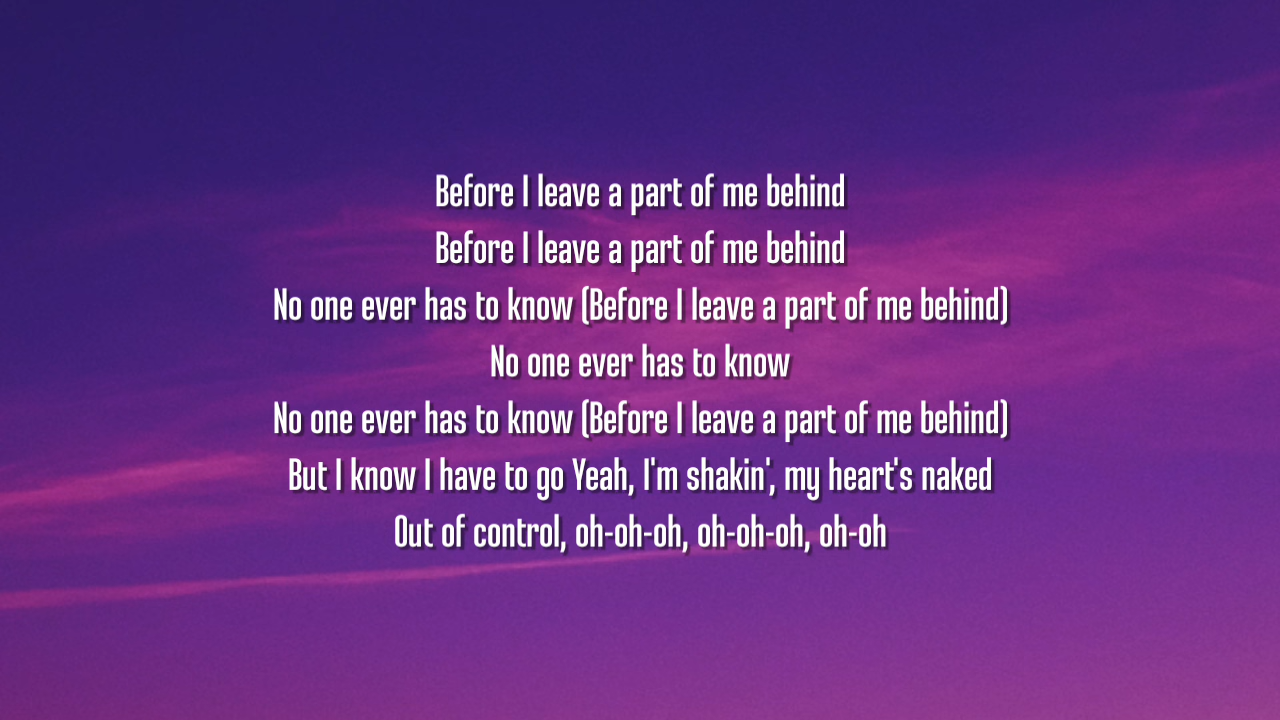 Before I leave a part of me behind
Before I leave a part of me behind
No one ever has to know (Before I leave a part of me behind)
No one ever has to know
No one ever has to know (Before I leave a part of me behind)
But I know I have to go Yeah, I'm shakin', my heart's naked
Out of control, oh-oh-oh, oh-oh-oh, oh-oh